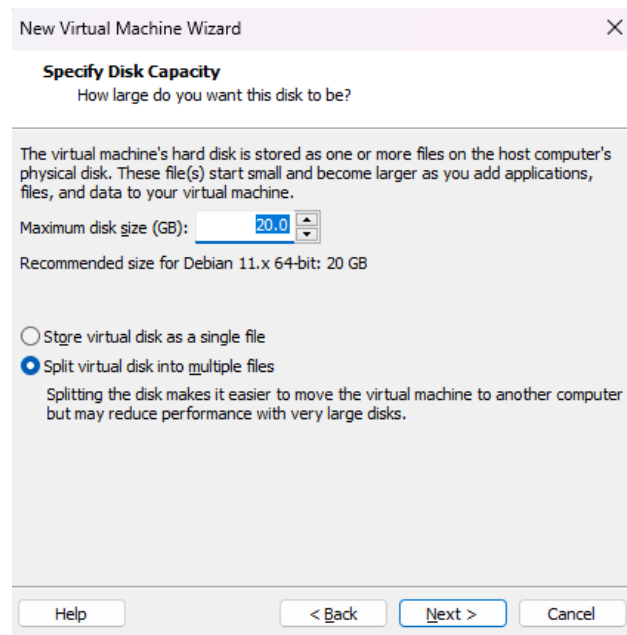 New Virtual Machine Wizard
Specify Disk Capacity
How large do you want this disk to be?
The virtual machine's hard disk is stored as one or more files on the host computer's
physical disk. These file(s) start small and become larger as you add applications,
files, and data to your virtual machine.
Maximum disk size (GB): 20.0
Recommended size for Debian 11.x 64-bit: 20 GB
Store virtual disk as a single file
Split virtual disk into multiple files
Splitting the disk makes it easier to move the virtual machine to another computer
but may reduce performance with very large disks.
Help < Back Next > Cancel